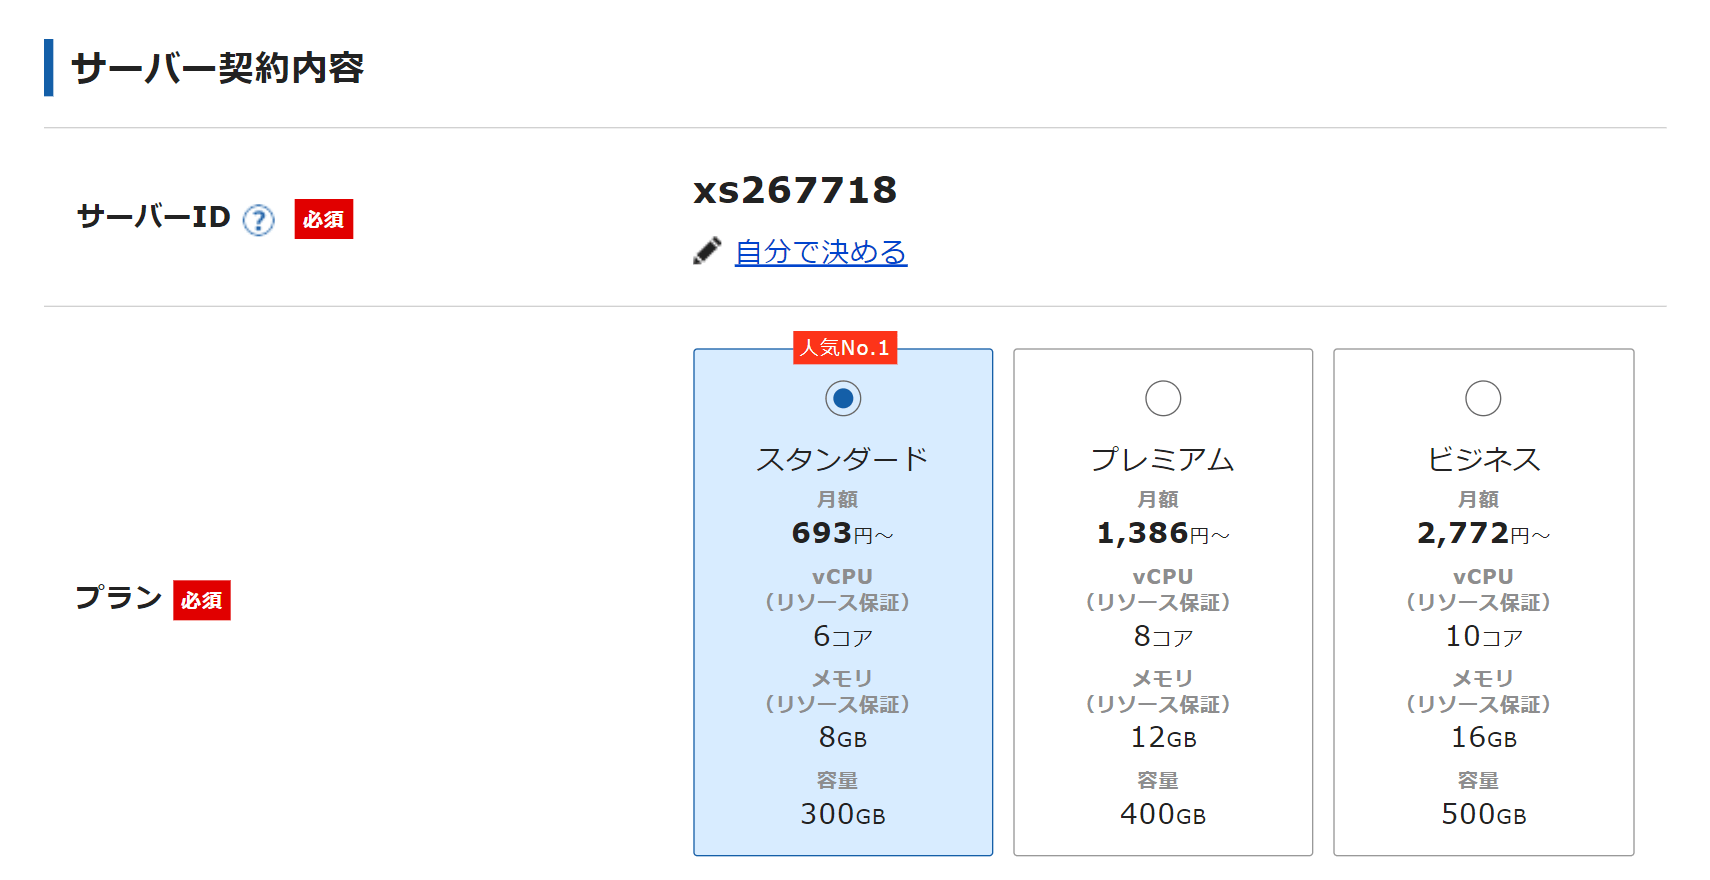 サーバー契約内容
サーバーID ? 必須
xs267718
自分で決める
プラン 必須
人気No.1
スタンダード
月額
693円～
vCPU
（リソース保証）
6コア
メモリ
（リソース保証）
8GB
容量
300GB
プレミアム
月額
1,386円～
vCPU
（リソース保証）
8コア
メモリ
（リソース保証）
12GB
容量
400GB
ビジネス
月額
2,772円～
vCPU
（リソース保証）
10コア
メモリ
（リソース保証）
16GB
容量
500GB